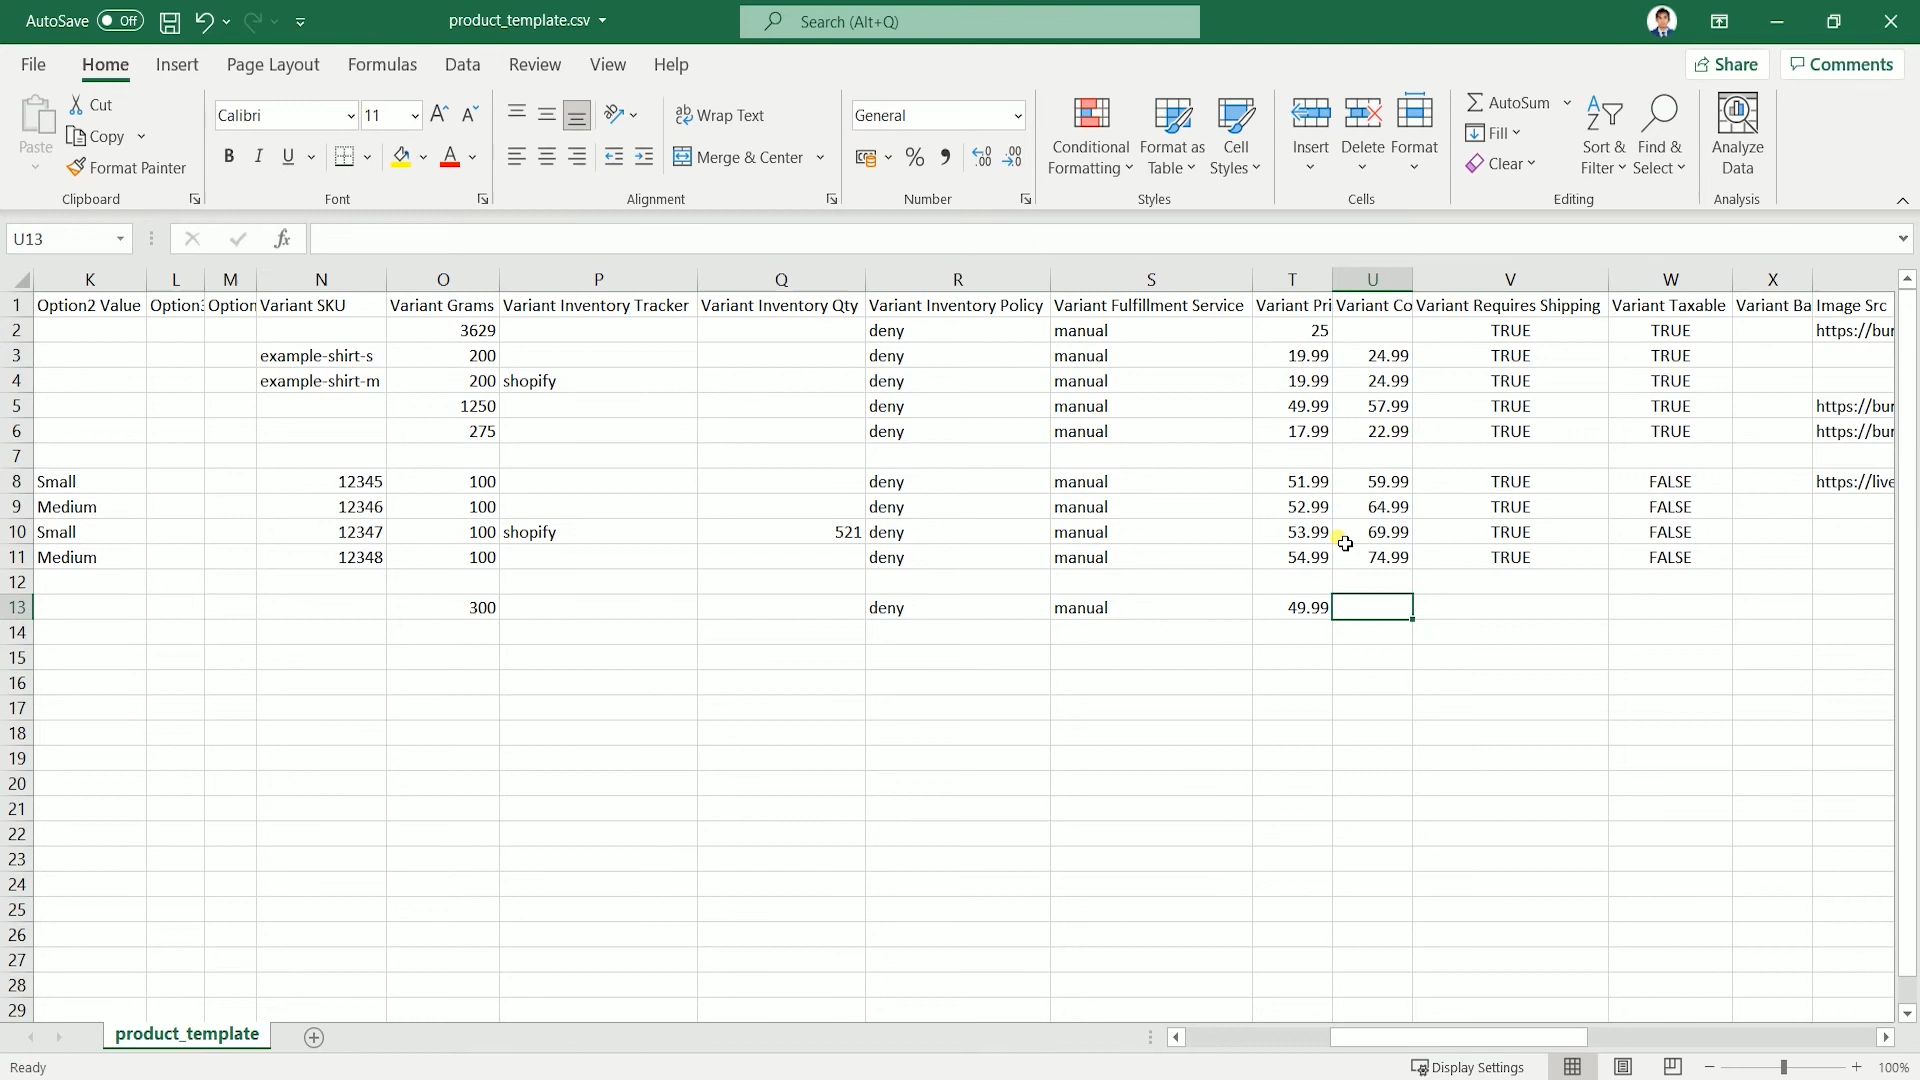 AutoSave Off product_template.csv Search (Alt+Q)
File Home Insert Page Layout Formulas Data Review View Help Share Comments
Paste Cut Copy Format Painter Clipboard
Calibri 11 B I U A Font
ab Wrap Text Merge & Center Alignment
General % Number
Conditional Formatting Format as Table Cell Styles Styles
Insert Delete Format Cells
AutoSum Fill Clear Sort & Filter Find & Select Editing
Analyze Data Analysis
U13 fx
K L M N O P Q R S T U V W X
1 Option2 Value Option3 Option Variant SKU Variant Grams Variant Inventory Tracker Variant Inventory Qty Variant Inventory Policy Variant Fulfillment Service Variant Pri Variant Co Variant Requires Shipping Variant Taxable Variant Ba Image Src
2 3629 deny manual 25 TRUE TRUE https://bur
3 example-shirt-s 200 deny manual 19.99 24.99 TRUE TRUE
4 example-shirt-m 200 shopify deny manual 19.99 24.99 TRUE TRUE
5 1250 deny manual 49.99 57.99 TRUE TRUE https://bur
6 275 deny manual 17.99 22.99 TRUE TRUE https://bur
7
8 Small 12345 100 deny manual 51.99 59.99 TRUE FALSE https://live
9 Medium 12346 100 deny manual 52.99 64.99 TRUE FALSE
10 Small 12347 100 shopify 521 deny manual 53.99 69.99 TRUE FALSE
11 Medium 12348 100 deny manual 54.99 74.99 TRUE FALSE
12
13 300 deny manual 49.99
14
15
16
17
18
19
20
21
22
23
24
25
26
27
28
29
product_template
Ready Display Settings 100%